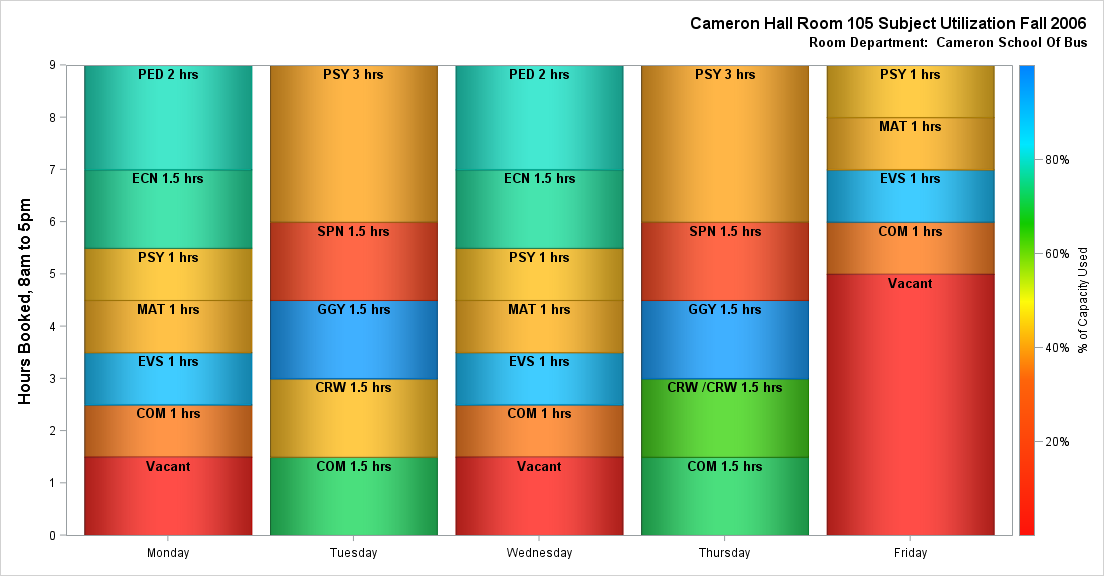 Cameron Hall Room 105 Subject Utilization Fall 2006
Room Department:  Cameron School Of Bus
Hours Booked, 8am to 5pm
9
8
7
6
5
4
3
2
1
0
PED 2 hrs
ECN 1.5 hrs
PSY 1 hrs
MAT 1 hrs
EVS 1 hrs
COM 1 hrs
Vacant
Monday
PSY 3 hrs
SPN 1.5 hrs
GGY 1.5 hrs
CRW 1.5 hrs
COM 1.5 hrs
Tuesday
PED 2 hrs
ECN 1.5 hrs
PSY 1 hrs
MAT 1 hrs
EVS 1 hrs
COM 1 hrs
Vacant
Wednesday
PSY 3 hrs
SPN 1.5 hrs
GGY 1.5 hrs
CRW /CRW 1.5 hrs
COM 1.5 hrs
Thursday
PSY 1 hrs
MAT 1 hrs
EVS 1 hrs
COM 1 hrs
Vacant
Friday
80%
60%
40%
20%
% of Capacity Used